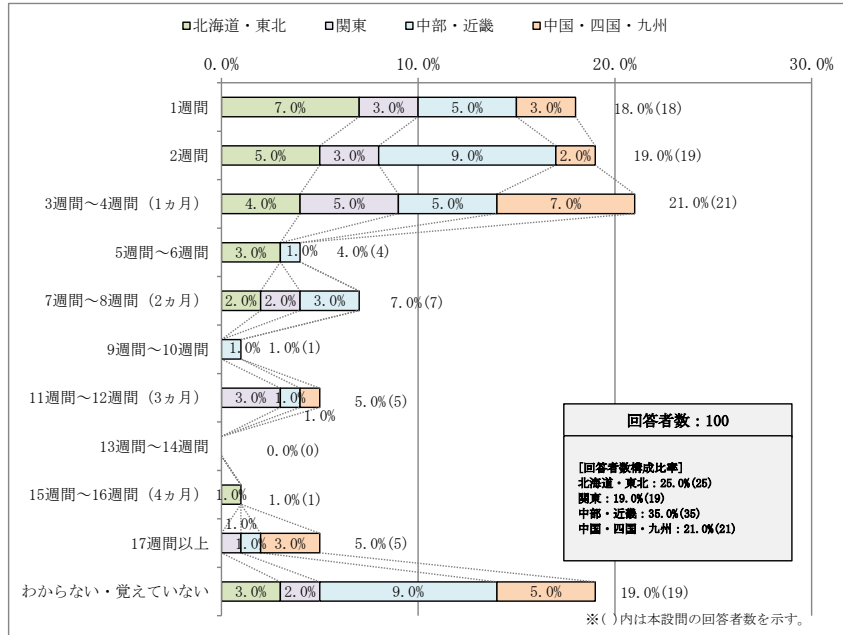 ■北海道・東北 □関東 □中部・近畿 □中国・四国・九州
0.0% 10.0% 20.0% 30.0%
1週間 7.0% 3.0% 5.0% 3.0% 18.0%(18)
2週間 5.0% 3.0% 9.0% 2.0% 19.0%(19)
3週間～4週間（1ヵ月） 4.0% 5.0% 5.0% 7.0% 21.0%(21)
5週間～6週間 3.0% 1.0% 4.0%(4)
7週間～8週間（2ヵ月） 2.0% 2.0% 3.0% 7.0%(7)
9週間～10週間 1.0% 1.0%(1)
11週間～12週間（3ヵ月） 3.0% 1.0% 5.0%(5)
1.0%
13週間～14週間 0.0%(0)
15週間～16週間（4ヵ月） 1.0% 1.0%(1)
1.0%
17週間以上 1.0% 3.0% 5.0%(5)
わからない・覚えていない 3.0% 2.0% 9.0% 5.0% 19.0%(19)
回答者数：100
[回答者数構成比率]
北海道・東北：25.0%(25)
関東：19.0%(19)
中部・近畿：35.0%(35)
中国・四国・九州：21.0%(21)
※( )内は本設問の回答者数を示す。